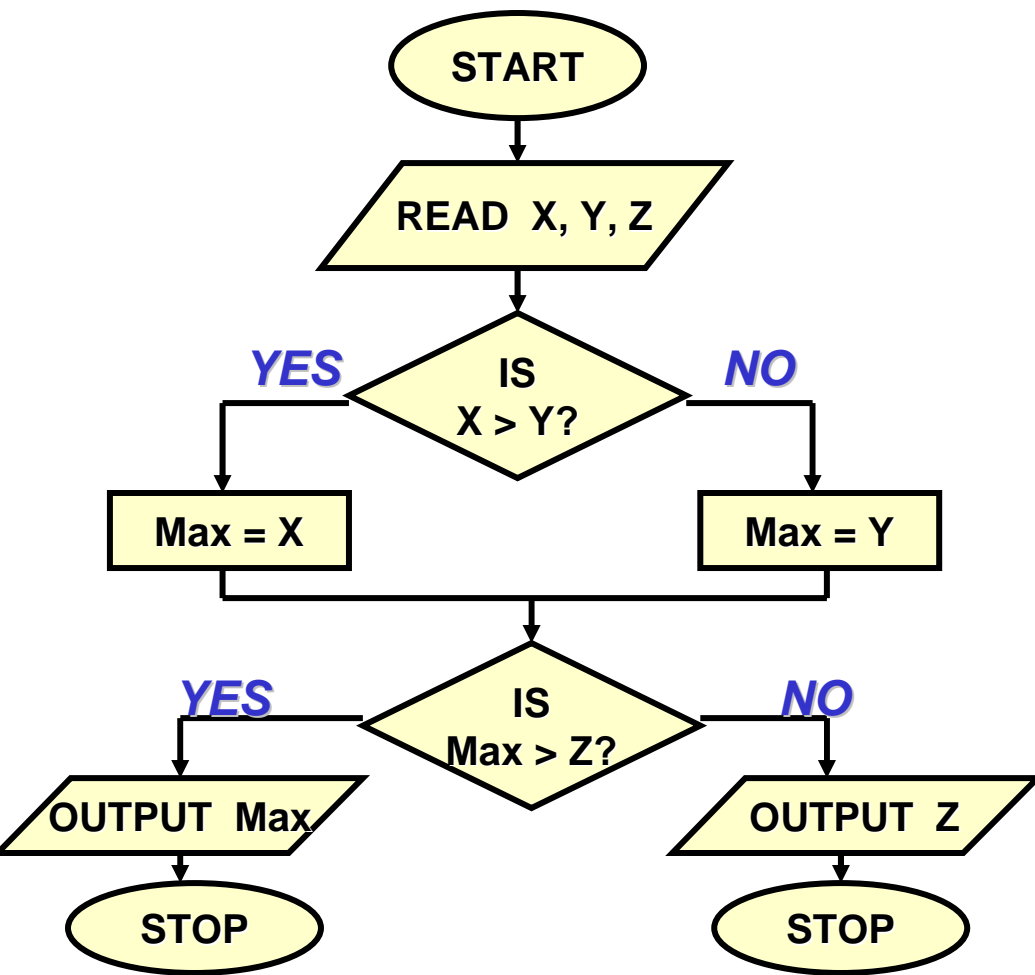 START
READ X, Y, Z
YES
IS
X > Y?
NO
Max = X
Max = Y
YES
IS
Max > Z?
NO
OUTPUT Max
OUTPUT Z
STOP
STOP